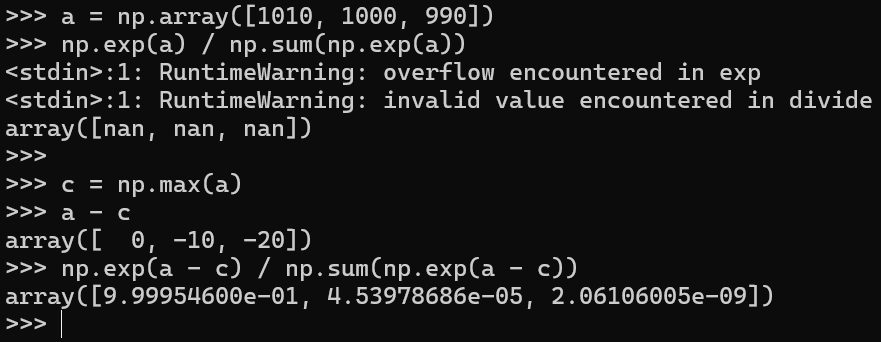 >>> a = np.array([1010, 1000, 990])
>>> np.exp(a) / np.sum(np.exp(a))
<stdin>:1: RuntimeWarning: overflow encountered in exp
<stdin>:1: RuntimeWarning: invalid value encountered in divide
array([nan, nan, nan])
>>>
>>> c = np.max(a)
>>> a - c
array([  0, -10, -20])
>>> np.exp(a - c) / np.sum(np.exp(a - c))
array([9.99954600e-01, 4.53978686e-05, 2.06106005e-09])
>>>